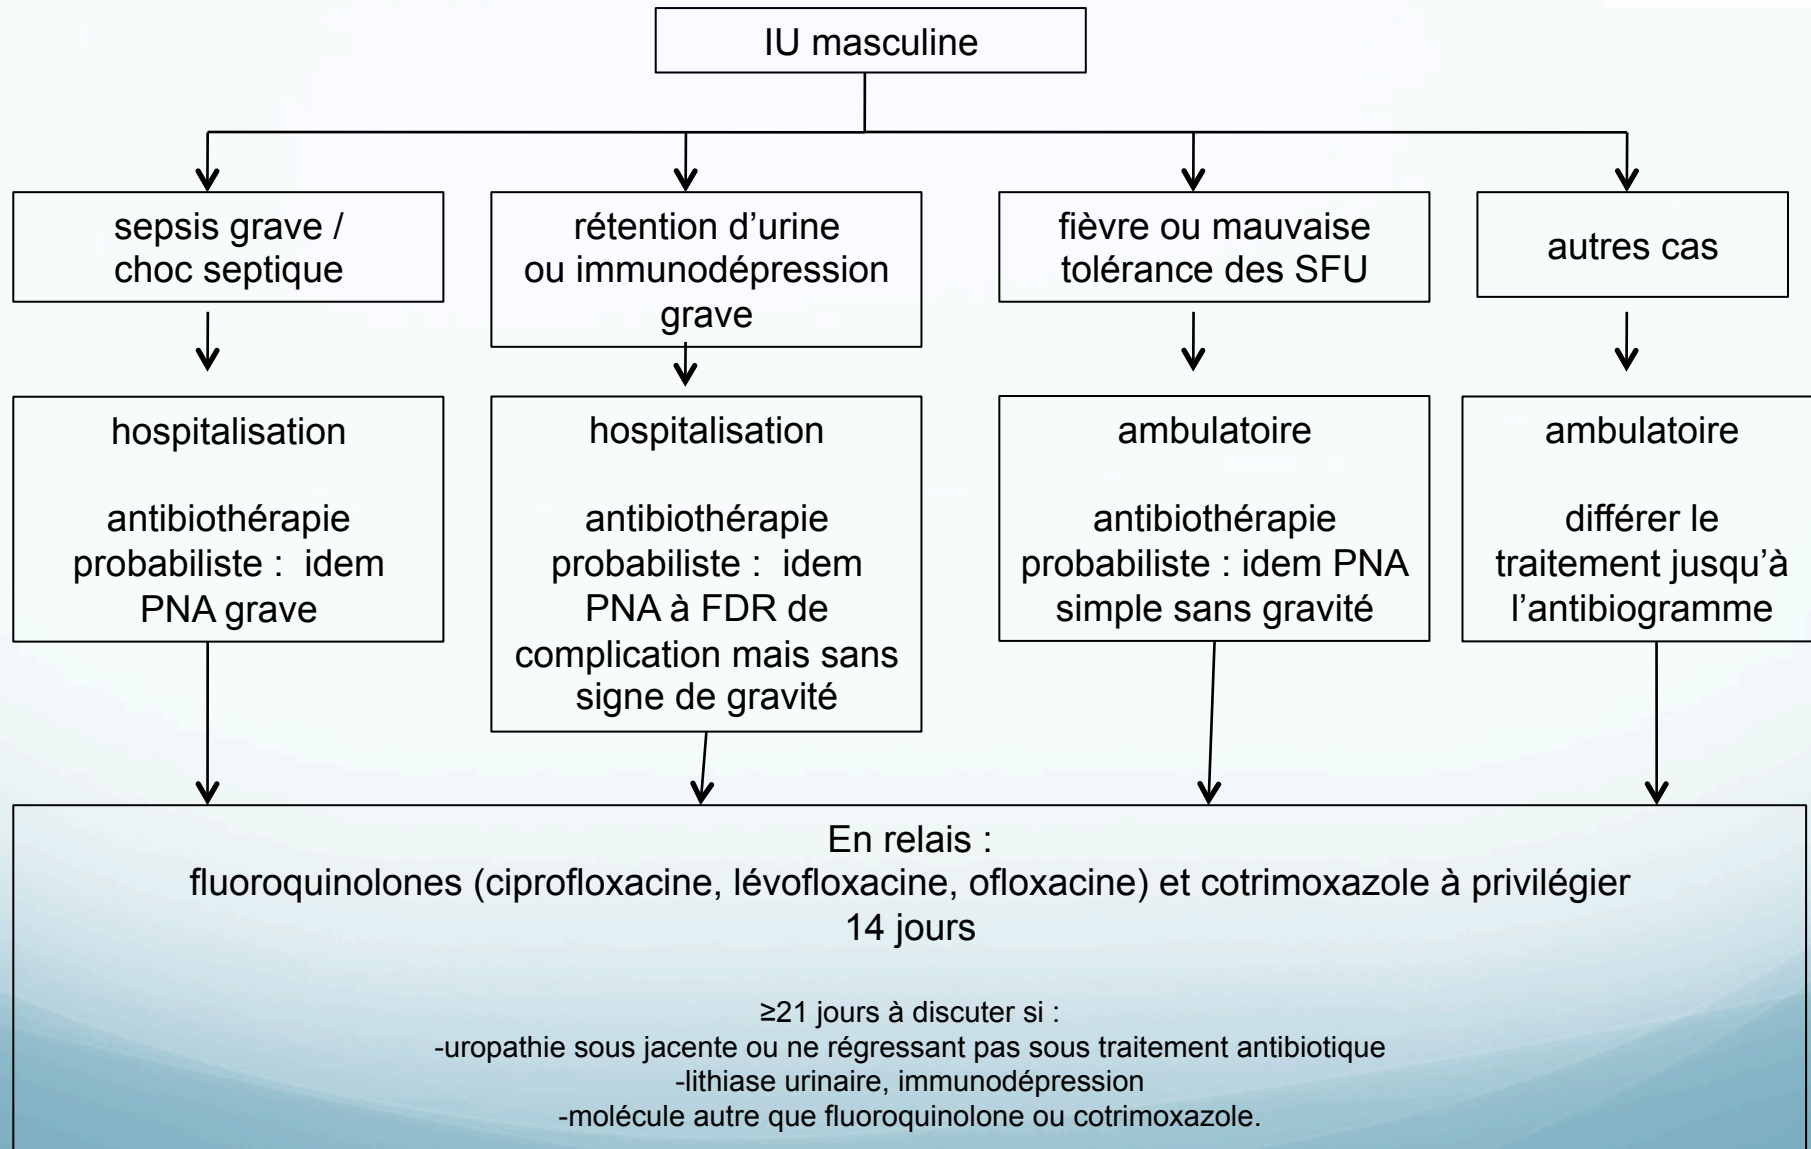 IU masculine
sepsis grave /
choc septique
rétention d’urine
ou immunodépression
grave
fièvre ou mauvaise
tolérance des SFU
autres cas
hospitalisation
antibiothérapie
probabiliste : idem
PNA grave
hospitalisation
antibiothérapie
probabiliste : idem
PNA à FDR de
complication mais sans
signe de gravité
ambulatoire
antibiothérapie
probabiliste : idem PNA
simple sans gravité
ambulatoire
différer le
traitement jusqu’à
l’antibiogramme
En relais :
fluoroquinolones (ciprofloxacine, lévofloxacine, ofloxacine) et cotrimoxazole à privilégier
14 jours
≥21 jours à discuter si :
-uropathie sous jacente ou ne régressant pas sous traitement antibiotique
-lithiase urinaire, immunodépression
-molécule autre que fluoroquinolone ou cotrimoxazole.